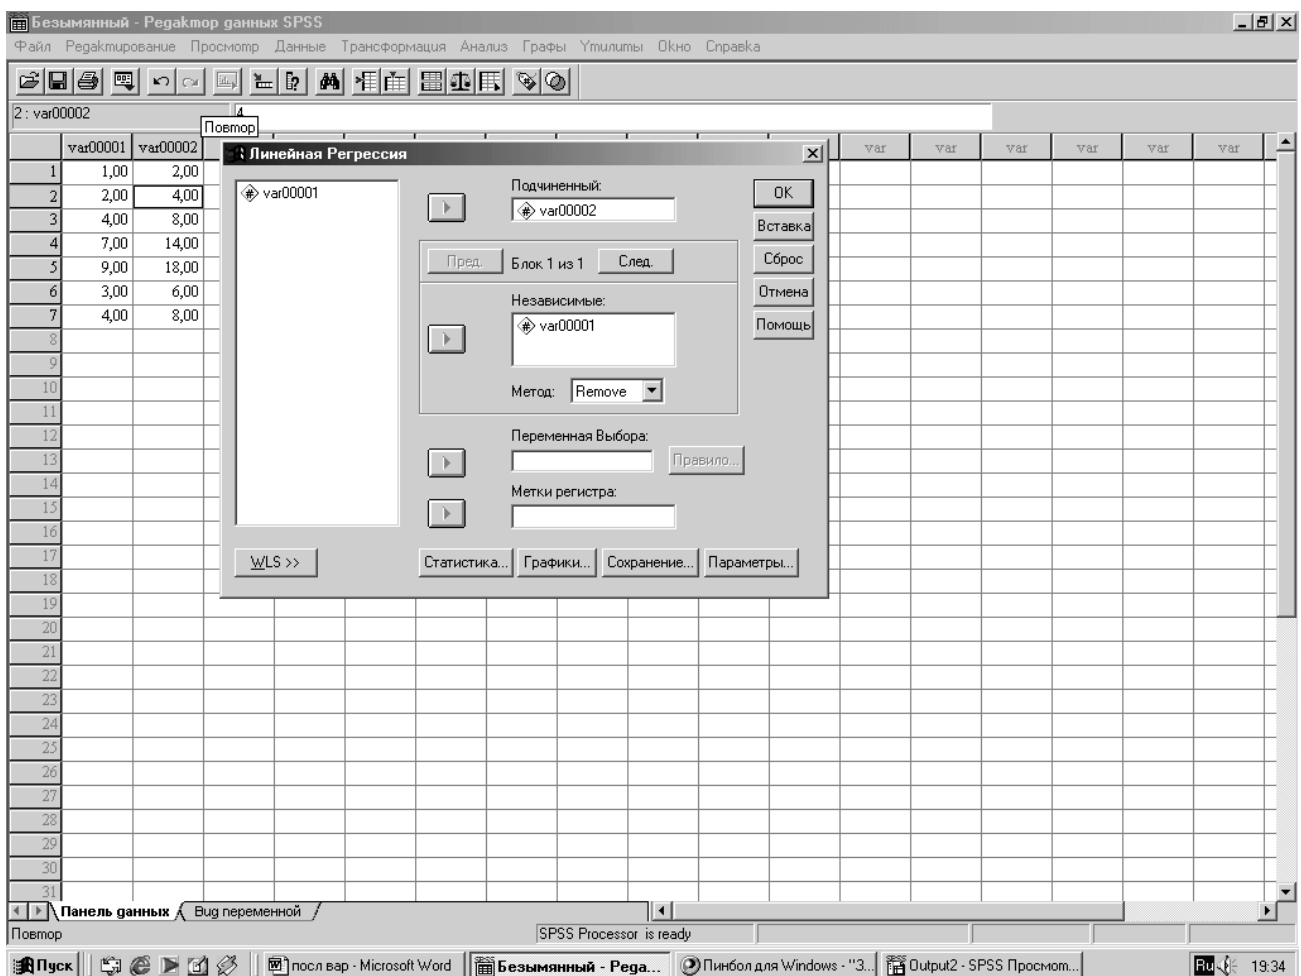 Безымянный - Редактор данных SPSS
Файл Редактирование Просмотр Данные Трансформация Анализ Графы Утилиты Окно Справка
2 : var00002 4
Повтор
var00001 var00002 var var var var var var
Линейная Регрессия
1 1,00 2,00
2 2,00 4,00
3 4,00 8,00
4 7,00 14,00
5 9,00 18,00
6 3,00 6,00
7 4,00 8,00
8
9
10
11
12
13
14
15
16
17
18
19
20
21
22
23
24
25
26
27
28
29
30
31
var00001
Подчиненный:
var00002
Пред. Блок 1 из 1 След.
Независимые:
var00001
Метод: Remove
Переменная Выбора:
Правило...
Метки регистра:
WLS >> Статистика... Графики... Сохранение... Параметры...
OK
Вставка
Сброс
Отмена
Помощь
Панель данных Вид переменной
Повтор SPSS Processor is ready
Пуск посл вар - Microsoft Word Безымянный - Реда... Пинбол для Windows - "З... Output2 - SPSS Просмот... Ru 19:34